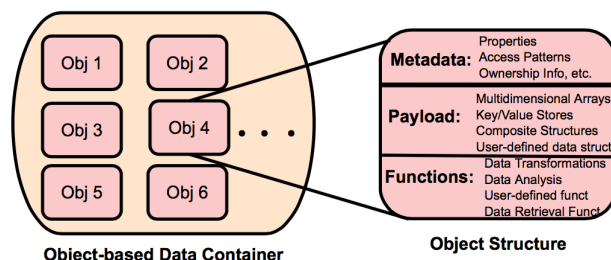 Obj 1
Obj 2
Obj 3
Obj 4
Obj 5
Obj 6
Object-based Data Container
Metadata:
Properties
Access Patterns
Ownership Info, etc.
Payload:
Multidimensional Arrays
Key/Value Stores
Composite Structures
User-defined data struct
Functions:
Data Transformations
Data Analysis
User-defined funct
Data Retrieval Funct
Object Structure